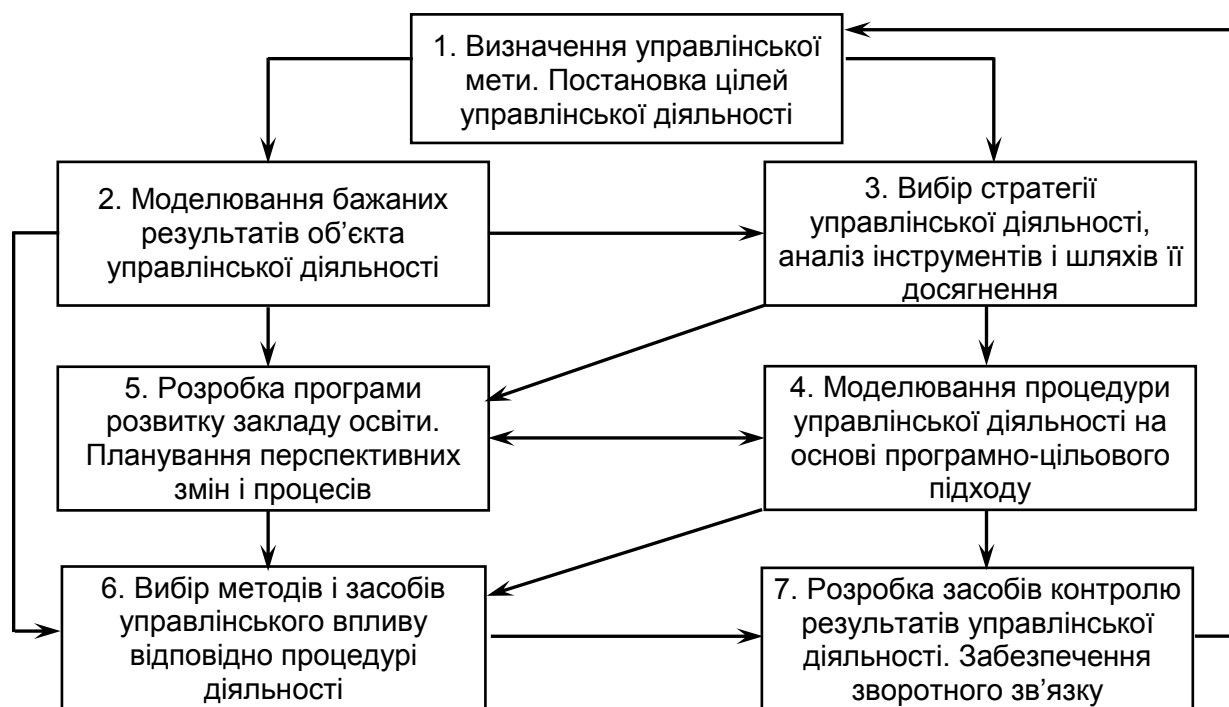 1. Визначення управлінської
мети. Постановка цілей
управлінської діяльності
2. Моделювання бажаних
результатів об’єкта
управлінської діяльності
3. Вибір стратегії
управлінської діяльності,
аналіз інструментів і шляхів її
досягнення
5. Розробка програми
розвитку закладу освіти.
Планування перспективних
змін і процесів
4. Моделювання процедури
управлінської діяльності на
основі програмно-цільового
підходу
6. Вибір методів і засобів
управлінського впливу
відповідно процедурі
діяльності
7. Розробка засобів контролю
результатів управлінської
діяльності. Забезпечення
зворотного зв’язку